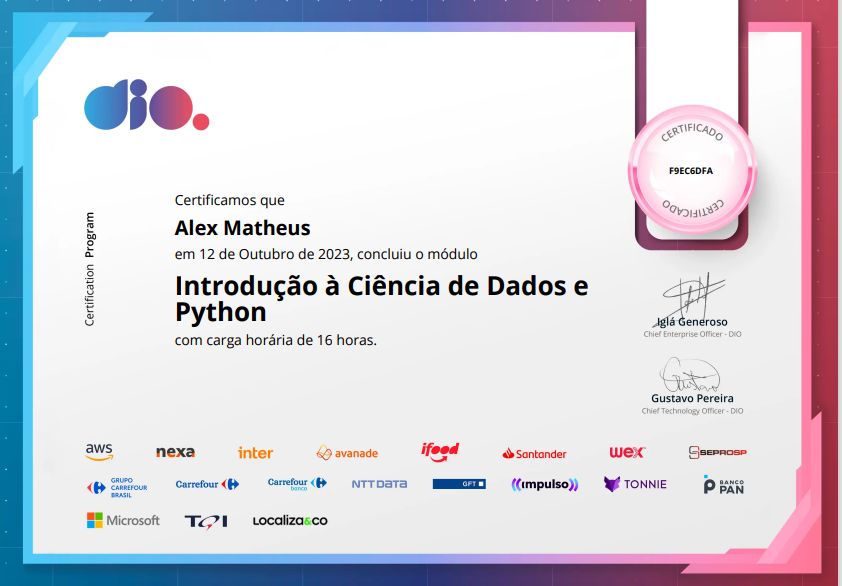 dio.
CERTIFICADO
F9EC6DFA
CERTIFICADO
Certification Program
Certificamos que
Alex Matheus
em 12 de Outubro de 2023, concluiu o módulo
Introdução à Ciência de Dados e
Python
com carga horária de 16 horas.
Iglá Generoso
Chief Enterprise Officer - DIO
Gustavo Pereira
Chief Technology Officer - DIO
aws nexa inter avanade ifood Santander wex SEPROSP
GRUPO
CARREFOUR
BRASIL
Carrefour
Carrefour
banco
NTT DATA
GFT
impulso
TONNIE
BANCO
PAN
Microsoft TQI Localiza&co